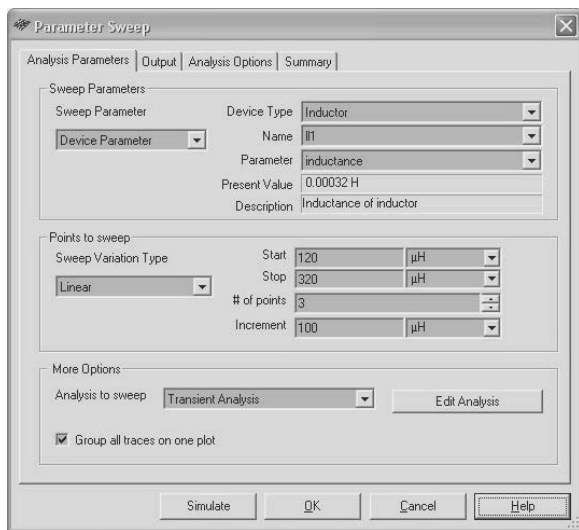 Parameter Sweep
Analysis Parameters Output Analysis Options Summary
Sweep Parameters
Sweep Parameter
Device Parameter
Device Type Inductor
Name ll1
Parameter inductance
Present Value 0.00032 H
Description Inductance of inductor
Points to sweep
Sweep Variation Type
Linear
Start 120 µH
Stop 320 µH
# of points 3
Increment 100 µH
More Options
Analysis to sweep Transient Analysis Edit Analysis
Group all traces on one plot
Simulate OK Cancel Help